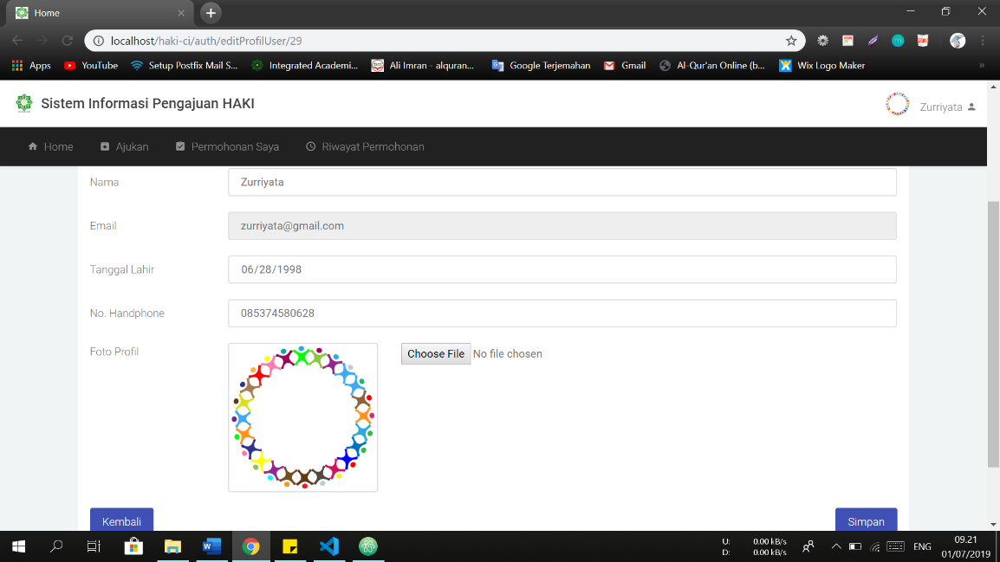 Home
localhost/haki-ci/auth/editProfilUser/29
Apps YouTube Setup Postfix Mail S... Integrated Academi... Ali Imran - alquran... Google Terjemahan Gmail Al-Qur'an Online (b... Wix Logo Maker »
Sistem Informasi Pengajuan HAKI
Zurriyata
Home Ajukan Permohonan Saya Riwayat Permohonan
Nama Zurriyata
Email zurriyata@gmail.com
Tanggal Lahir 06/28/1998
No. Handphone 085374580628
Foto Profil Choose File No file chosen
Kembali Simpan
U: 0.00 kB/s
D: 0.00 kB/s
ENG
09.21
01/07/2019